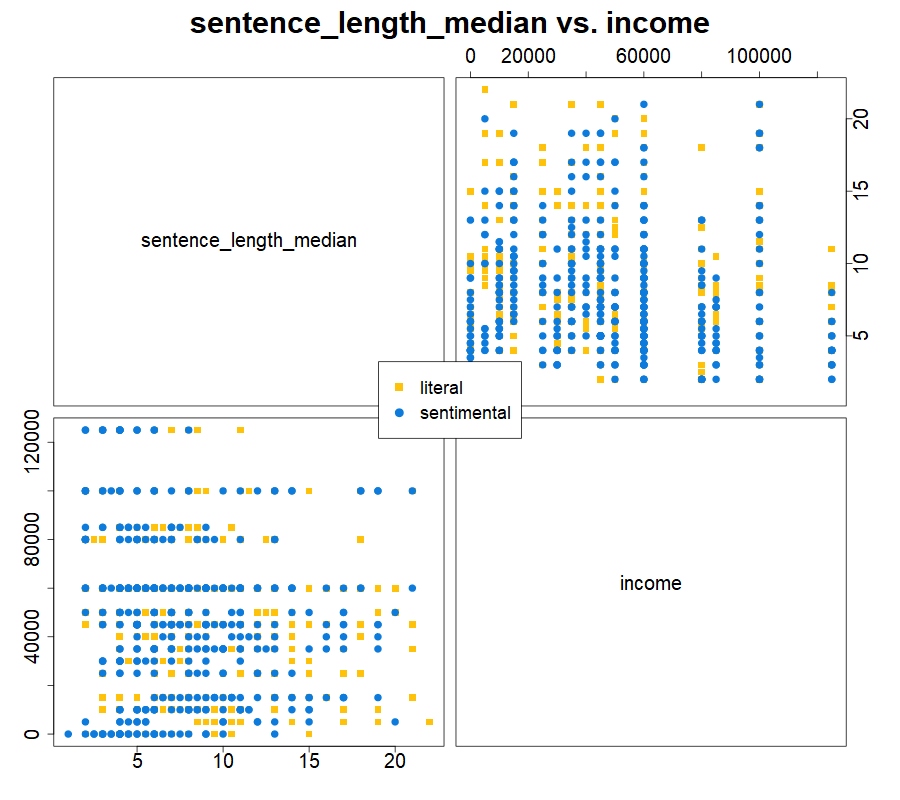 sentence_length_median vs. income
0 20000 60000 100000
sentence_length_median
20
15
10
5
literal
sentimental
120000
80000
40000
0
income
5 10 15 20